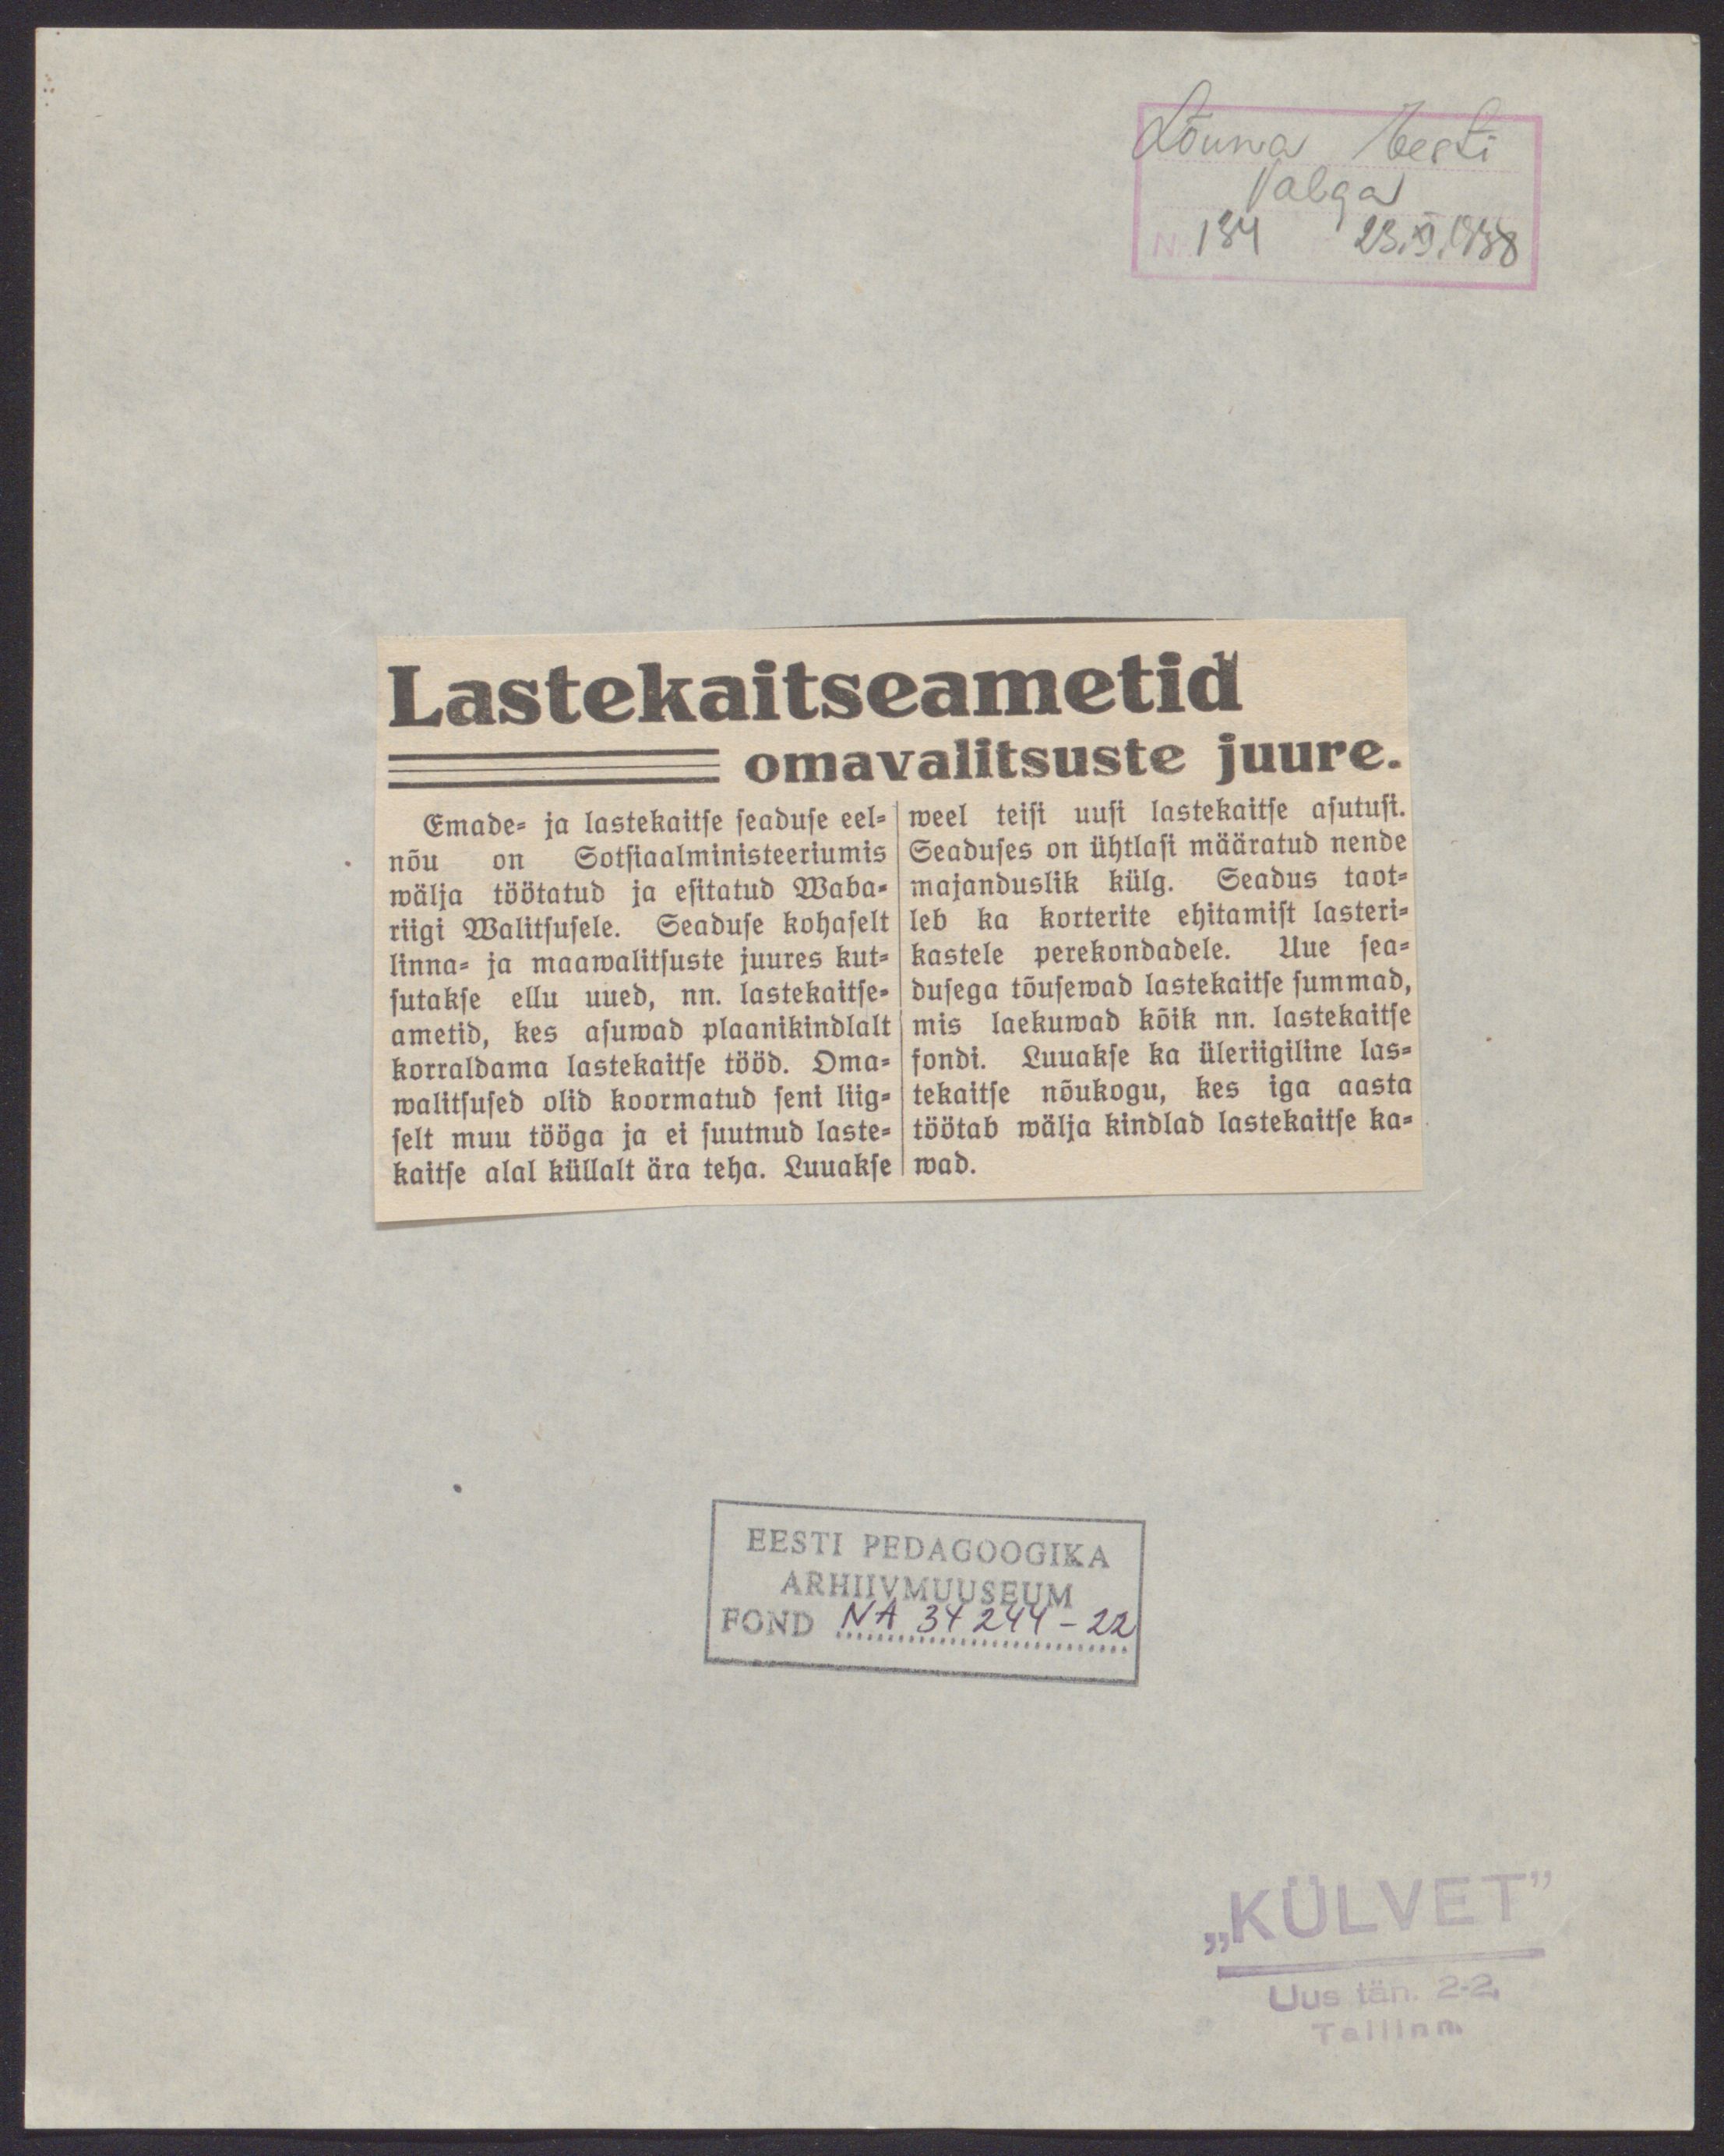 Lõuna Eesti
Valga
N 134 23.XI.1938
Lastekaitseametid
omavalitsuste juure.
Emade- ja lastekaitse seaduse eel-
nõu on Sotsiaalministeeriumis
wälja töötatud ja esitatud Waba-
riigi Walitsusele. Seaduse kohaselt
linna- ja maawalitsuste juures kut-
sutakse ellu uued, nn. lastekaitse-
ametid, kes asuwad plaanikindlalt
korraldama lastekaitse tööd. Oma-
walitsused olid koormatud seni liig-
selt muu tööga ja ei suutnud laste-
kaitse alal küllalt ära teha. Luuakse
weel teisi uusi lastekaitse asutusi.
Seaduses on ühtlasi määratud nende
majanduslik külg. Seadus taot-
leb ka korterite ehitamist lasteri-
kastele perekondadele. Uue sea-
dusega tõusewad lastekaitse summad,
mis laekuwad kõik nn. lastekaitse
fondi. Luuakse ka üleriigiline las-
tekaitse nõukogu, kes iga aasta
töötab wälja kindlad lastekaitse ka-
wad.
EESTI PEDAGOOGIKA
ARHIIVMUUSEUM
FOND NA 34244-22
„KÜLVET”
Uus tän. 2-2,
Tallinn.